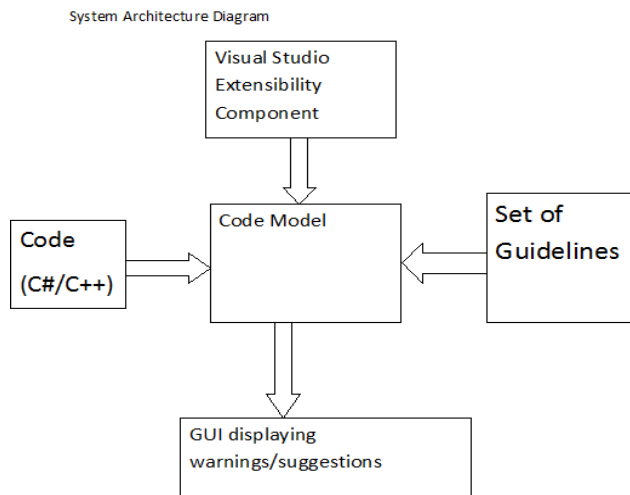 System Architecture Diagram
Visual Studio
Extensibility
Component
Code Model
Code
(C#/C++)
Set of
Guidelines
GUI displaying
warnings/suggestions